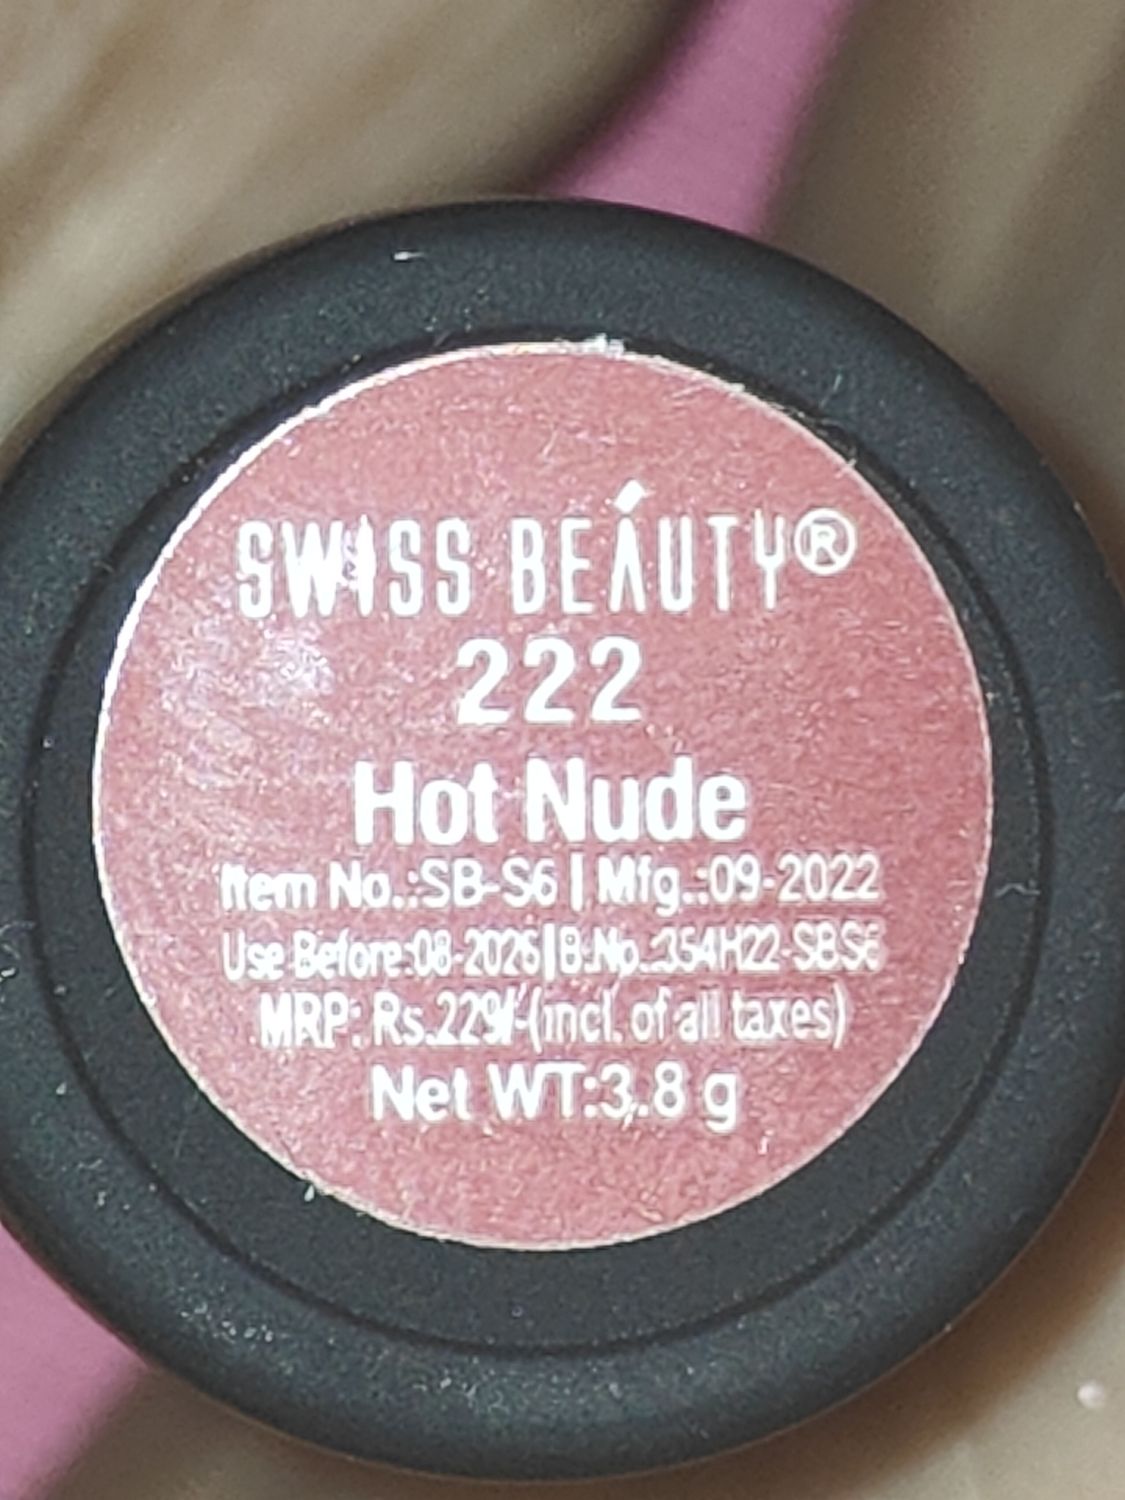 SWISS BEAUTY®
222
Hot Nude
Item No.:SB-S6 | Mfg.:09-2022
Use Before:08-2026|B.No.:354H22-SBS6
MRP: Rs.229/-(incl. of all taxes)
Net WT:3.8 g